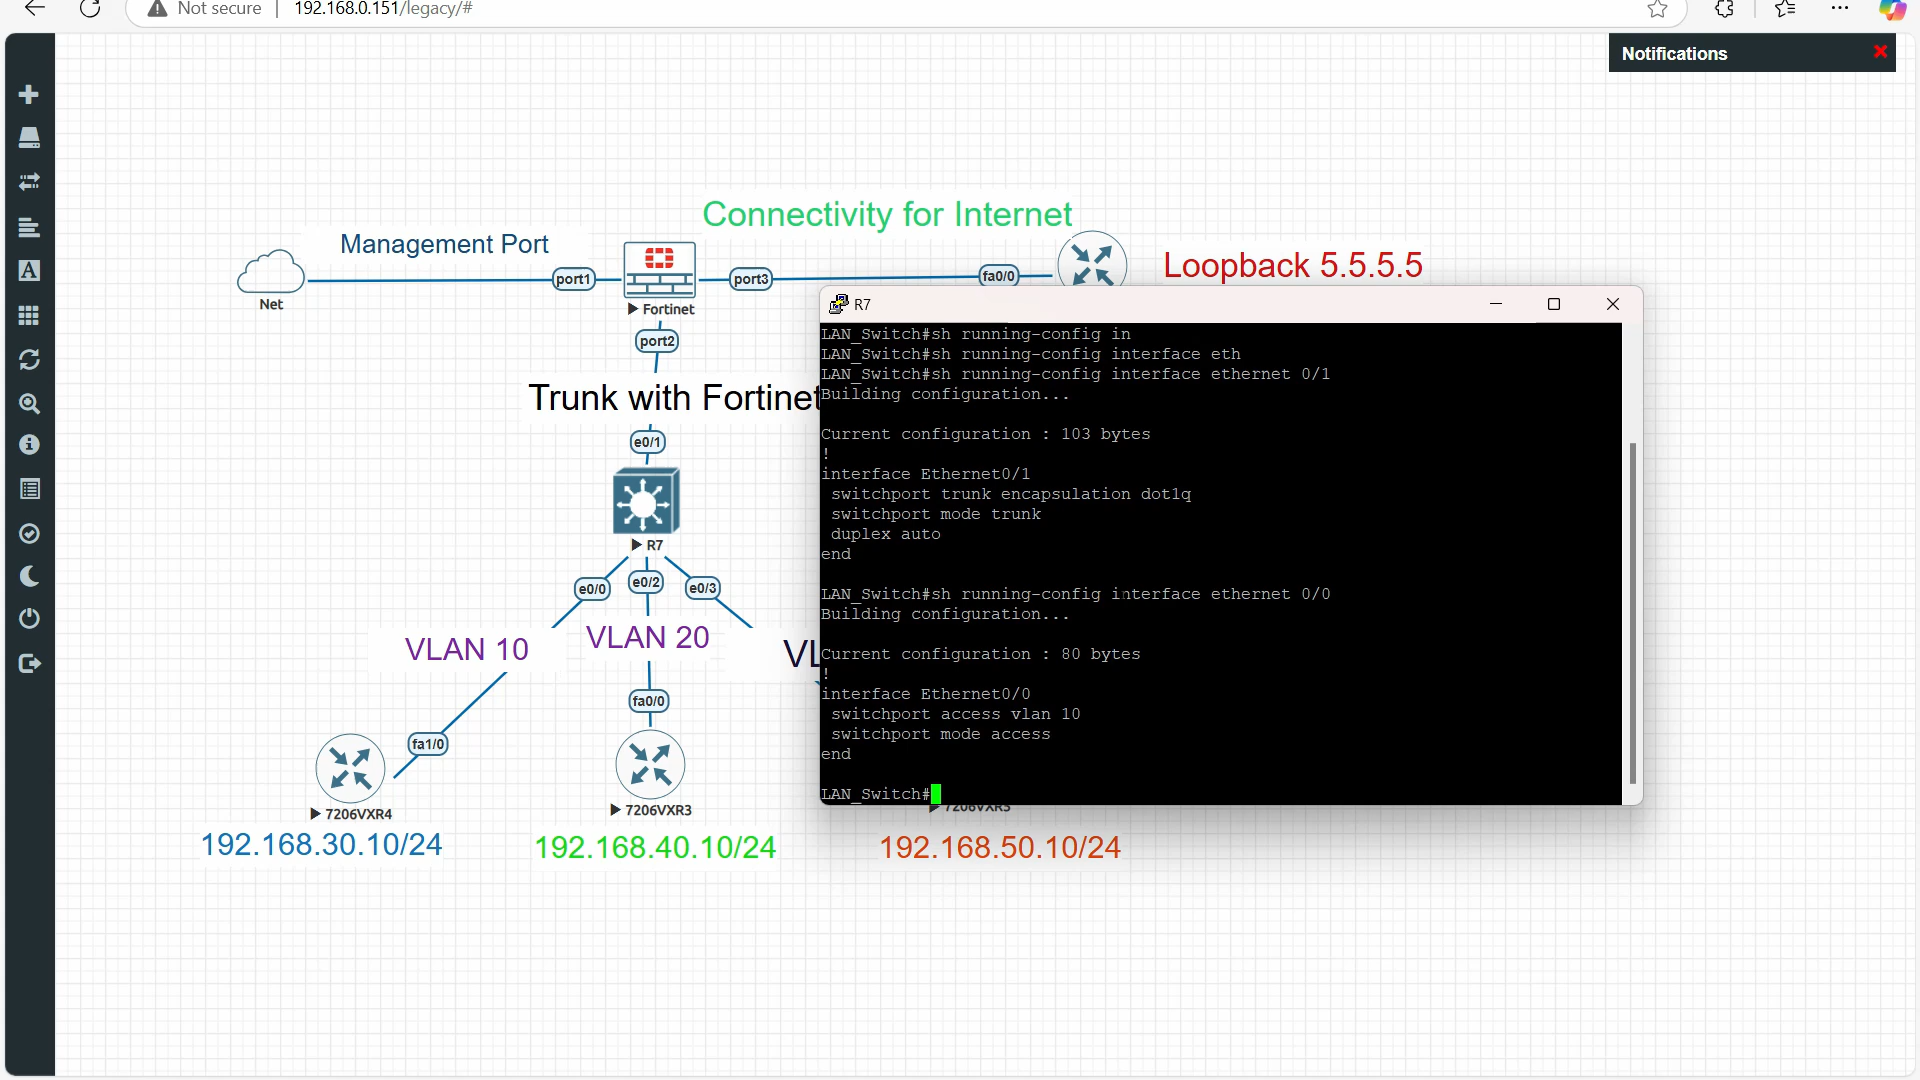 Not secure
192.168.0.151/legacy/#
Notifications
Connectivity for Internet
Management Port
Loopback 5.5.5.5
port1
port3
fa0/0
Net
Fortinet
port2
Trunk with Fortinet
e0/1
R7
e0/0
e0/2
e0/3
VLAN 10
VLAN 20
VL
fa0/0
fa1/0
7206VXR4
7206VXR3
7206VXR5
192.168.30.10/24
192.168.40.10/24
192.168.50.10/24
R7
LAN_Switch#sh running-config in
LAN_Switch#sh running-config interface eth
LAN_Switch#sh running-config interface ethernet 0/1
Building configuration...
Current configuration : 103 bytes
!
interface Ethernet0/1
switchport trunk encapsulation dot1q
switchport mode trunk
duplex auto
end
LAN_Switch#sh running-config interface ethernet 0/0
Building configuration...
Current configuration : 80 bytes
!
interface Ethernet0/0
switchport access vlan 10
switchport mode access
end
LAN_Switch#